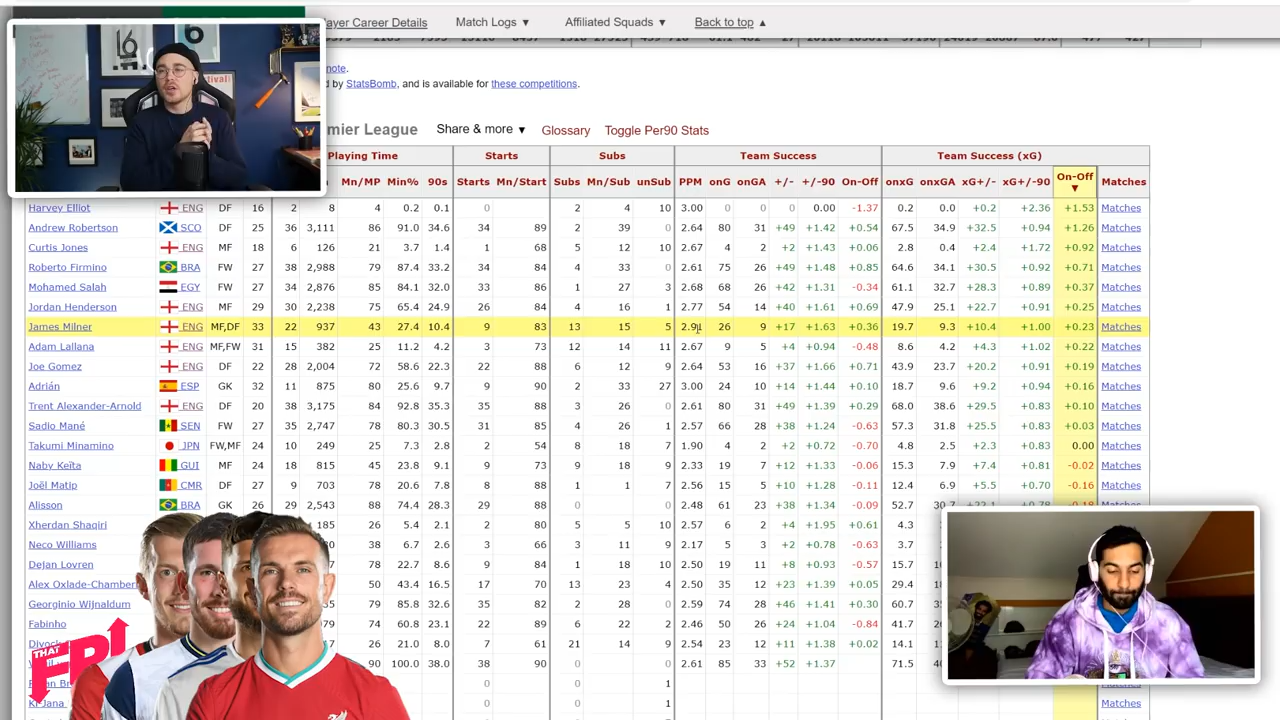 ayer Career Details Match Logs ▼ Affiliated Squads ▼ Back to top ▲
mote.
d by StatsBomb, and is available for these competitions.
mier League Share & more ▼ Glossary Toggle Per90 Stats
Playing Time Starts Subs Team Success Team Success (xG)
Mn/MP Min% 90s Starts Mn/Start Subs Mn/Sub unSub PPM onG onGA +/- +/-90 On-Off onxG onxGA xG+/- xG+/-90 On-Off ▼ Matches
Harvey Elliot ENG DF 16 2 8 4 0.2 0.1 0 2 4 10 3.00 0 0 0 0.00 -1.37 0.2 0.0 +0.2 +2.36 +1.53 Matches
Andrew Robertson SCO DF 25 36 3,111 86 91.0 34.6 34 89 2 39 0 2.64 80 31 +49 +1.42 +0.54 67.5 34.9 +32.5 +0.94 +1.26 Matches
Curtis Jones ENG MF 18 6 126 21 3.7 1.4 1 68 5 12 10 2.67 4 2 +2 +1.43 +0.06 2.8 0.4 +2.4 +1.72 +0.92 Matches
Roberto Firmino BRA FW 27 38 2,988 79 87.4 33.2 34 84 4 33 0 2.61 75 26 +49 +1.48 +0.85 64.6 34.1 +30.5 +0.92 +0.71 Matches
Mohamed Salah EGY FW 27 34 2,876 85 84.1 32.0 33 86 1 27 3 2.68 68 26 +42 +1.31 -0.34 61.1 32.7 +28.3 +0.89 +0.37 Matches
Jordan Henderson ENG MF 29 30 2,238 75 65.4 24.9 26 84 4 16 1 2.77 54 14 +40 +1.61 +0.69 47.9 25.1 +22.7 +0.91 +0.25 Matches
James Milner ENG MF,DF 33 22 937 43 27.4 10.4 9 83 13 15 5 26 9 +17 +1.63 +0.36 19.7 9.3 +10.4 +1.00 +0.23 Matches
Adam Lallana ENG MF,FW 31 15 382 25 11.2 4.2 3 73 12 14 11 2.67 9 5 +4 +0.94 -0.48 8.6 4.2 +4.3 +1.02 +0.22 Matches
Joe Gomez ENG DF 22 28 2,004 72 58.6 22.3 22 88 6 12 9 2.64 53 16 +37 +1.66 +0.71 43.9 23.7 +20.2 +0.91 +0.19 Matches
Adrián ESP GK 32 11 875 80 25.6 9.7 9 90 2 33 27 3.00 24 10 +14 +1.44 +0.10 18.7 9.6 +9.2 +0.94 +0.16 Matches
Trent Alexander-Arnold ENG DF 20 38 3,175 84 92.8 35.3 35 88 3 26 0 2.61 80 31 +49 +1.39 +0.29 68.0 38.6 +29.5 +0.83 +0.10 Matches
Sadio Mané SEN FW 27 35 2,747 78 80.3 30.5 31 85 4 26 1 2.57 66 28 +38 +1.24 -0.63 57.3 31.8 +25.5 +0.83 +0.03 Matches
Takumi Minamino JPN FW,MF 24 10 249 25 7.3 2.8 2 54 8 18 7 1.90 4 2 +2 +0.72 -0.70 4.8 2.5 +2.3 +0.83 0.00 Matches
Naby Keïta GUI MF 24 18 815 45 23.8 9.1 9 73 9 18 9 2.33 19 7 +12 +1.33 -0.06 15.3 7.9 +7.4 +0.81 -0.02 Matches
Joël Matip CMR DF 27 9 703 78 20.6 7.8 8 88 1 1 7 2.56 15 5 +10 +1.28 -0.11 12.4 6.9 +5.5 +0.70 -0.16 Matches
Alisson BRA GK 26 29 2,543 88 74.4 28.3 29 88 0 0 2.48 61 23 +38 +1.34 -0.09 52.7
Xherdan Shaqiri 185 26 5.4 2.1 2 80 5 5 10 2.57 6 2 +4 +1.95 +0.61 4.3
Neco Williams 38 6.7 2.6 3 66 3 11 9 2.17 5 3 +2 +0.78 -0.63 3.7
Dejan Lovren 86 22.7 8.6 9 85 1 18 10 2.50 19 11 +8 +0.93 -0.57 15.7
Alex Oxlade-Chamber 50 43.4 16.5 17 70 13 23 4 2.50 35 12 +23 +1.39 +0.05 29.4
Georginio Wijnaldum 79 85.8 32.6 35 82 2 28 0 2.59 74 28 +46 +1.41 +0.30 60.7
Fabinho 74 60.8 23.1 22 89 6 22 2 2.46 50 26 +24 +1.04 -0.84 41.7
26 21.0 8.0 7 61 21 14 9 2.54 23 12 +11 +1.38 +0.02 14.1
90 100.0 38.0 38 90 0 0 2.61 85 33 +52 +1.37 71.5
0 0 1 Matches
Ki-Jana 0 0 1
THAT
FPL